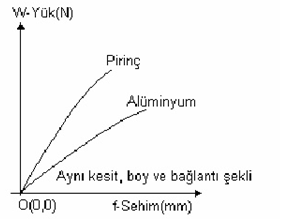 W-Yük(N)
Pirinç
Alüminyum
Aynı kesit, boy ve bağlantı şekli
O(0,0)
f-Sehim(mm)